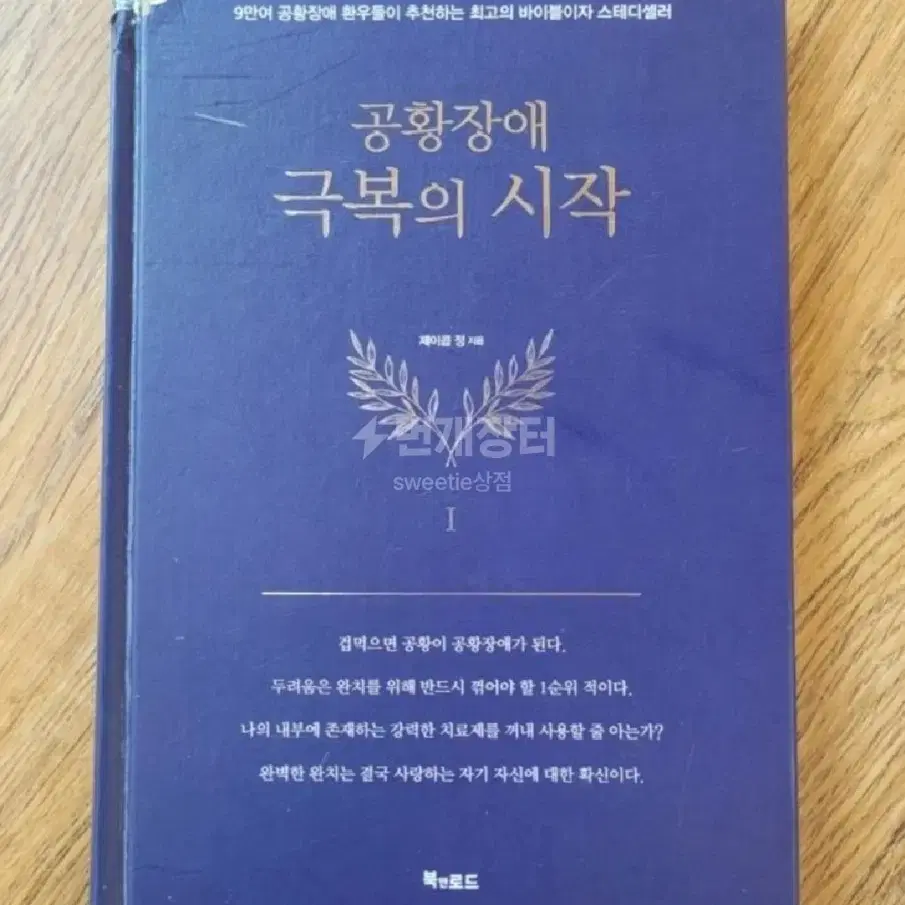 9만여 공황장애 환우들이 추천하는 최고의 바이블이자 스테디셀러
공황장애
극복의 시작
제이콥 정 지음
번개장터
sweetie상점
I
겁먹으면 공황이 공황장애가 된다.
두려움은 완치를 위해 반드시 꺾어야 할 1순위 적이다.
나의 내부에 존재하는 강력한 치료제를 꺼내 사용할 줄 아는가?
완벽한 완치는 결국 사랑하는 자기 자신에 대한 확신이다.
북앤로드